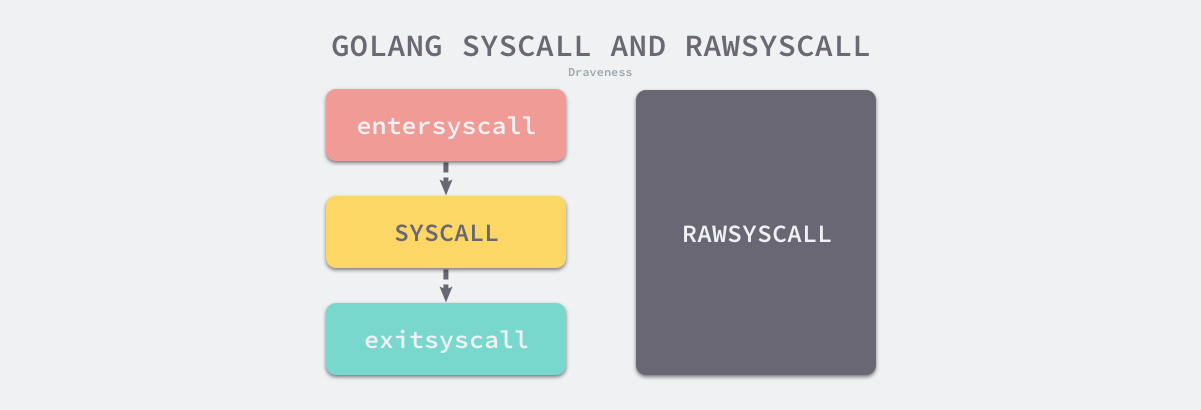 GOLANG SYSCALL AND RAWSYSCALL
Draveness
entersyscall
SYSCALL
exitsyscall
RAWSYSCALL